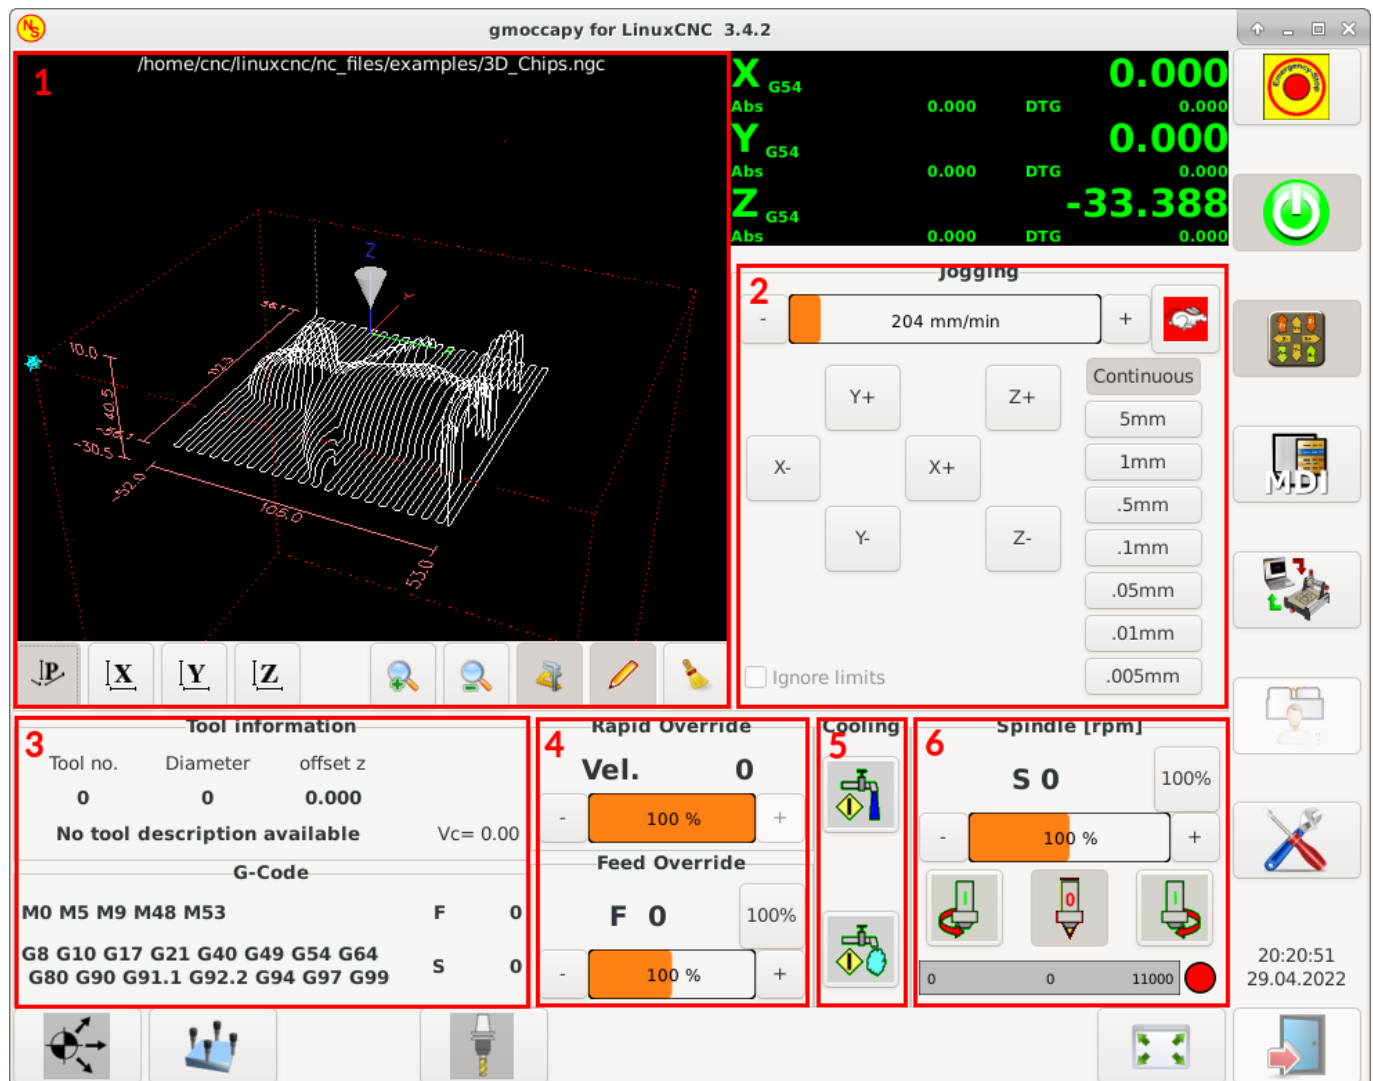 gmoccapy for LinuxCNC 3.4.2
1
/home/cnc/linuxcnc/nc_files/examples/3D_Chips.ngc
X G54 0.000
Abs 0.000 DTG 0.000
Y G54 0.000
Abs 0.000 DTG 0.000
Z G54 -33.388
Abs 0.000 DTG 0.000
Emergency-Stop
Z
10.0
40.5
-30.5
-52.0
105.0
53.0
2
Jogging
- 204 mm/min +
Y+ Z+
X- X+
Y- Z-
Continuous
5mm
1mm
.5mm
.1mm
.05mm
.01mm
.005mm
Ignore limits
MDI
P X Y Z
3
Tool information
Tool no. Diameter offset z
0 0 0.000
No tool description available Vc= 0.00
G-Code
M0 M5 M9 M48 M53 F 0
G8 G10 G17 G21 G40 G49 G54 G64
G80 G90 G91.1 G92.2 G94 G97 G99
S 0
4
Rapid Override
Vel. 0
- 100 % +
Feed Override
F 0 100%
- 100 % +
5
Cooling
6
Spindle [rpm]
S 0 100%
- 100 % +
I 0 I
0 0 11000
20:20:51
29.04.2022